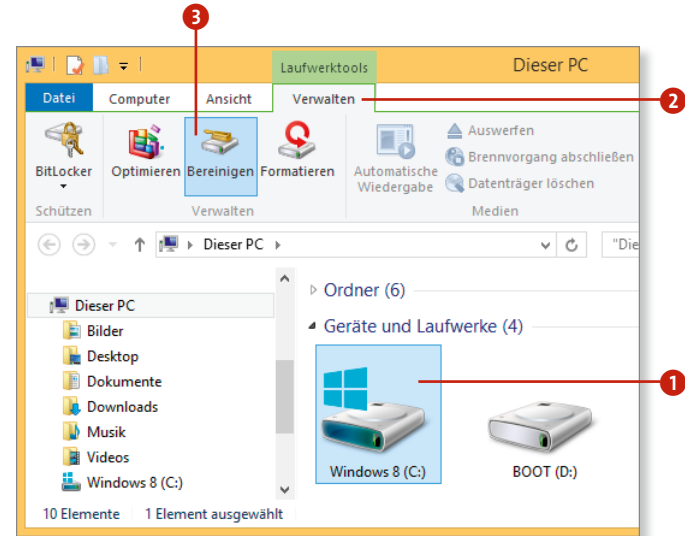 3
Laufwerktools
Dieser PC
Datei Computer Ansicht Verwalten
2
BitLocker
Optimieren Bereinigen Formatieren
Automatische Wiedergabe
Auswerfen
Brennvorgang abschließen
Datenträger löschen
Schützen Verwalten Medien
Dieser PC
"Die
Dieser PC
Bilder
Desktop
Dokumente
Downloads
Musik
Videos
Windows 8 (C:)
Ordner (6)
Geräte und Laufwerke (4)
1
Windows 8 (C:)
BOOT (D:)
10 Elemente 1 Element ausgewählt